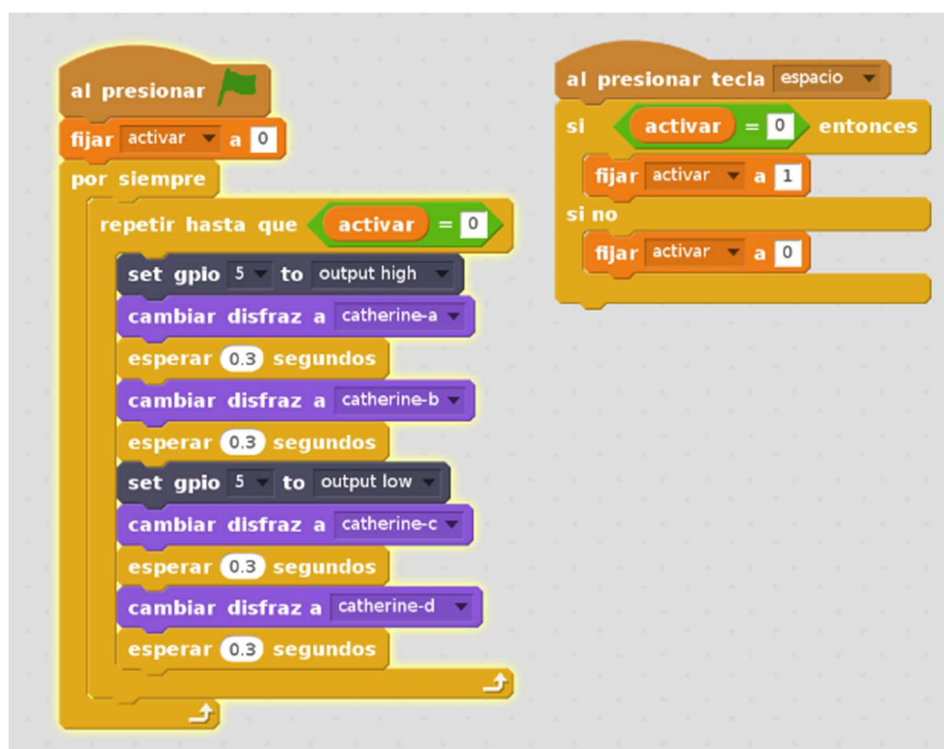 al presionar
fijar activar a 0
por siempre
repetir hasta que activar = 0
set gpio 5 to output high
cambiar disfraz a catherine-a
esperar 0.3 segundos
cambiar disfraz a catherine-b
esperar 0.3 segundos
set gpio 5 to output low
cambiar disfraz a catherine-c
esperar 0.3 segundos
cambiar disfraz a catherine-d
esperar 0.3 segundos
al presionar tecla espacio
si activar = 0 entonces
fijar activar a 1
si no
fijar activar a 0